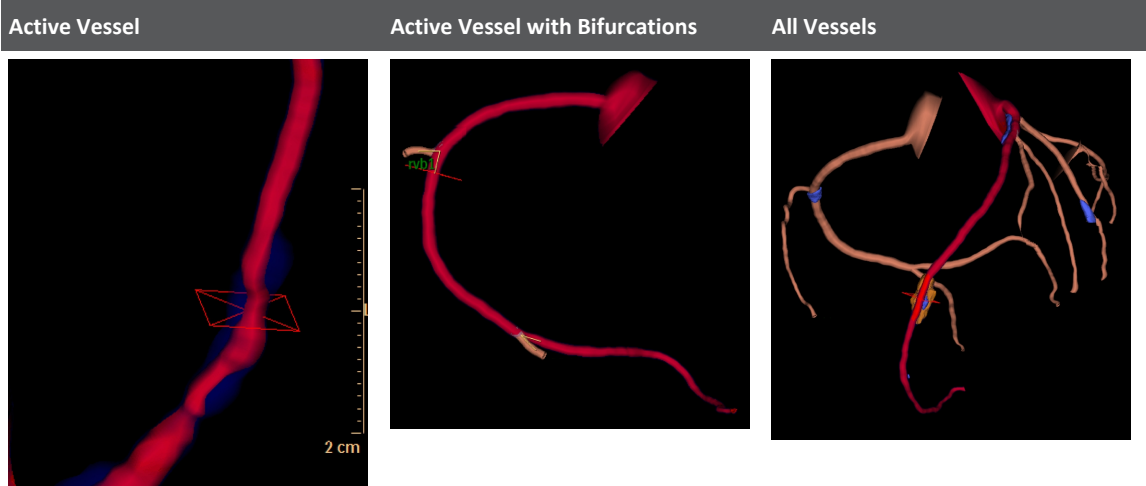 Active Vessel
Active Vessel with Bifurcations
All Vessels
rvb1
2 cm